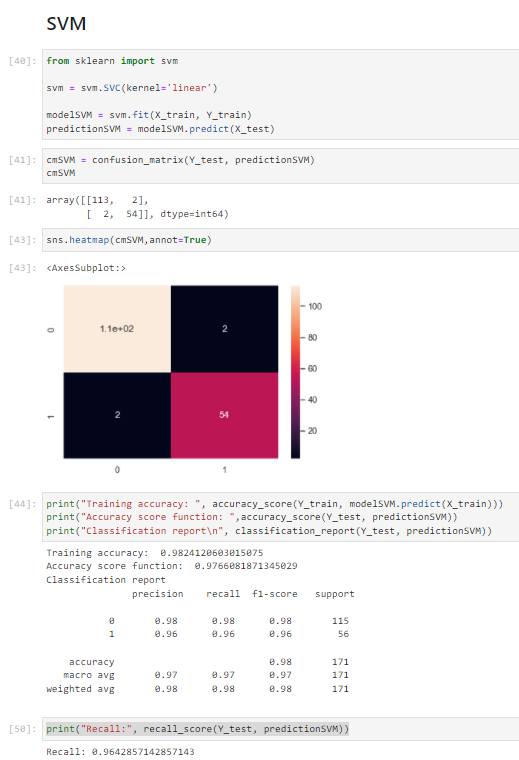 SVM
[40]: from sklearn import svm
svm = svm.SVC(kernel='linear')
modelSVM = svm.fit(X_train, Y_train)
predictionSVM = modelSVM.predict(X_test)
[41]: cmSVM = confusion_matrix(Y_test, predictionSVM)
cmSVM
[41]: array([[113,   2],
       [  2,  54]], dtype=int64)
[43]: sns.heatmap(cmSVM,annot=True)
[43]: <AxesSubplot:>
0 1.1e+02 2
1 2 54
0 1
100
80
60
40
20
[44]: print("Training accuracy: ", accuracy_score(Y_train, modelSVM.predict(X_train)))
print("Accuracy score function: ",accuracy_score(Y_test, predictionSVM))
print("Classification report\n", classification_report(Y_test, predictionSVM))
Training accuracy:  0.9824120603015075
Accuracy score function:  0.9766081871345029
Classification report
precision    recall  f1-score   support
0       0.98      0.98      0.98       115
1       0.96      0.96      0.96        56
accuracy                           0.98       171
macro avg       0.97      0.97      0.97       171
weighted avg       0.98      0.98      0.98       171
[50]: print("Recall:", recall_score(Y_test, predictionSVM))
Recall: 0.9642857142857143